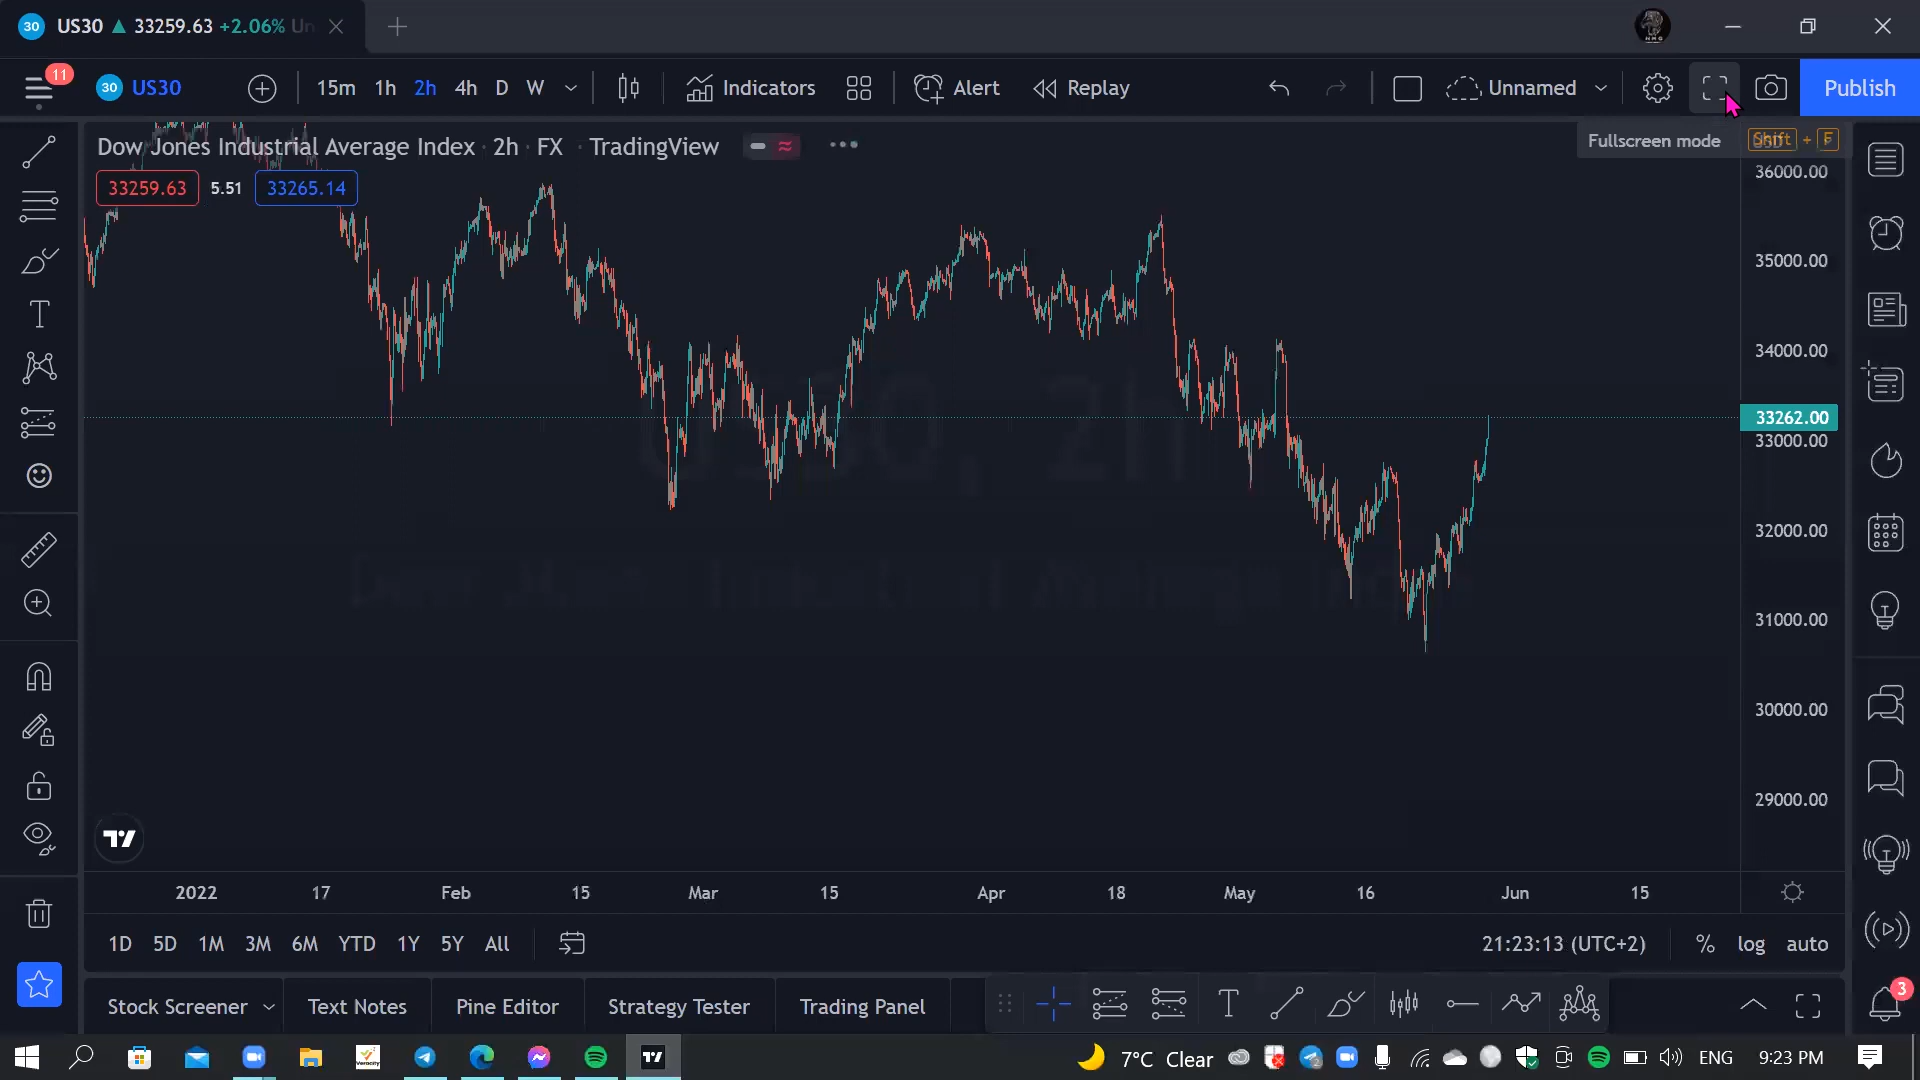 30 US30 ▲ 33259.63 +2.06% Un
11
30 US30 15m 1h 2h 4h D W Indicators Alert Replay Unnamed Publish
Fullscreen mode Shift + F
Dow Jones Industrial Average Index · 2h · FX · TradingView
33259.63 5.51 33265.14
36000.00
35000.00
34000.00
33262.00
33000.00
32000.00
31000.00
30000.00
29000.00
US30, 2h
2022 17 Feb 15 Mar 15 Apr 18 May 16 Jun 15
1D 5D 1M 3M 6M YTD 1Y 5Y All 21:23:13 (UTC+2) % log auto
Stock Screener Text Notes Pine Editor Strategy Tester Trading Panel
3
7°C Clear ENG 9:23 PM